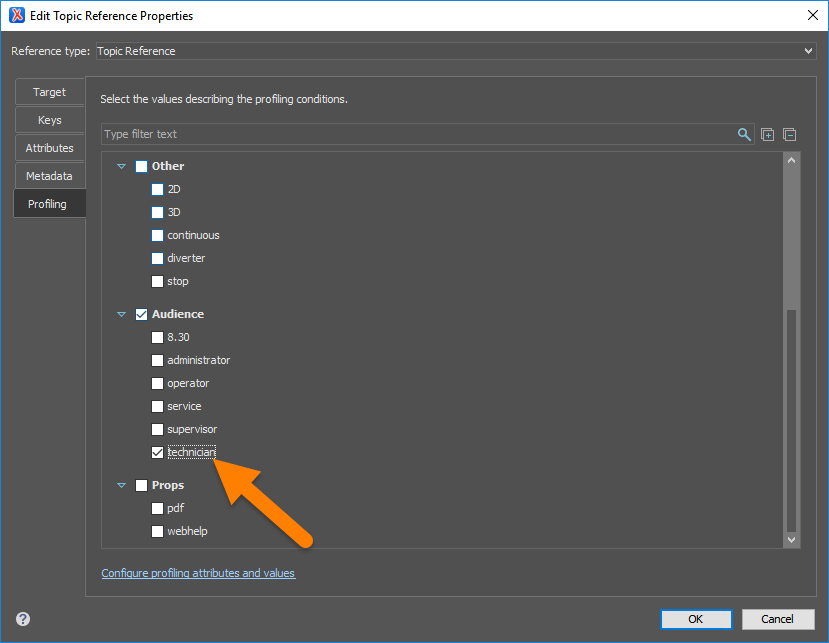 Edit Topic Reference Properties
Reference type: Topic Reference
Target
Keys
Attributes
Metadata
Profiling
Select the values describing the profiling conditions.
Type filter text
Other
2D
3D
continuous
diverter
stop
Audience
8.30
administrator
operator
service
supervisor
technician
Props
pdf
webhelp
Configure profiling attributes and values
OK
Cancel